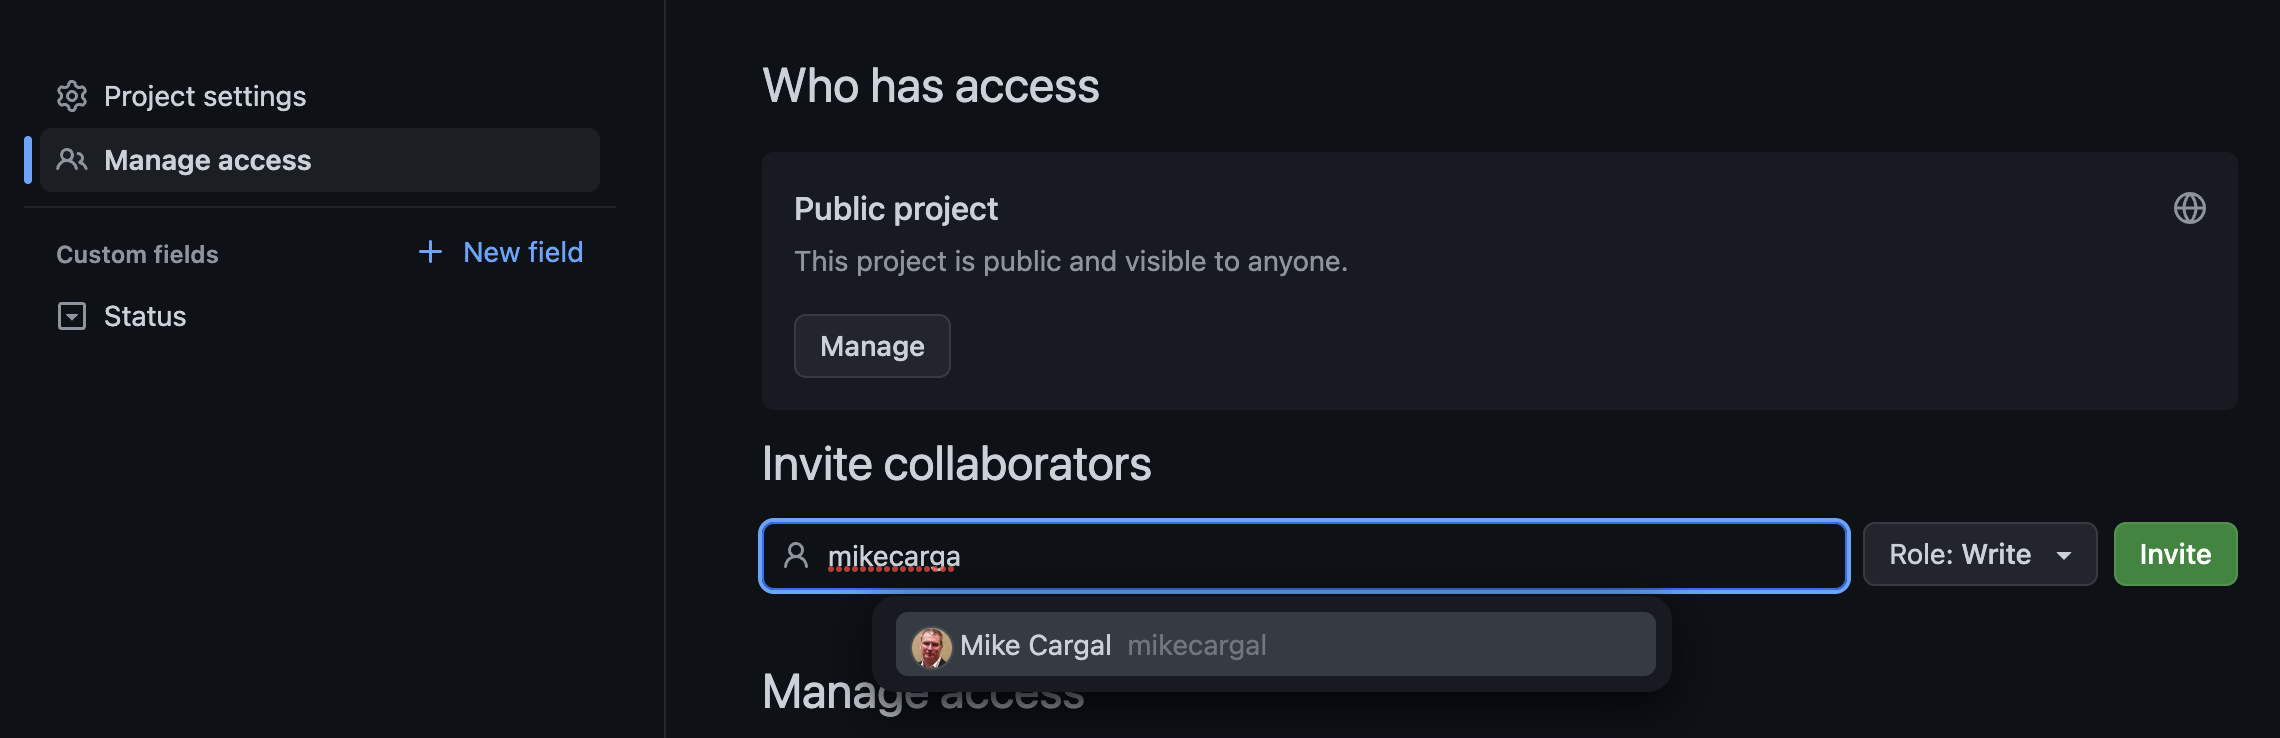 Project settings
Manage access
Custom fields
New field
Status
Who has access
Public project
This project is public and visible to anyone.
Manage
Invite collaborators
mikecarga
Role: Write
Invite
Mike Cargal mikecargal
Manage access